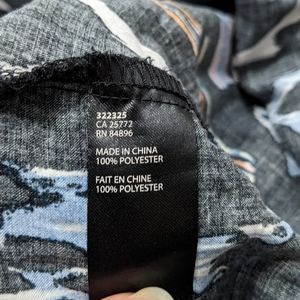 322325
CA 25772
RN 84896
MADE IN CHINA
100% POLYESTER
FAIT EN CHINE
100% POLYESTER